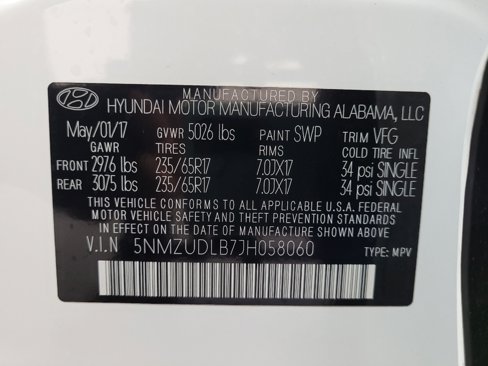 MANUFACTURED BY
HYUNDAI MOTOR MANUFACTURING ALABAMA, LLC
May/01/17 GVWR 5026 lbs PAINT SWP TRIM VFG
GAWR TIRES RIMS COLD TIRE INFL
FRONT 2976 lbs 235/65R17 7.0JX17 34 psi SINGLE
REAR 3075 lbs 235/65R17 7.0JX17 34 psi SINGLE
THIS VEHICLE CONFORMS TO ALL APPLICABLE U.S.A. FEDERAL
MOTOR VEHICLE SAFETY, BUMPER, AND THEFT PREVENTION STANDARDS
IN EFFECT ON THE DATE OF MANUFACTURE SHOWN ABOVE.
V.I.N 5NMZUDLB7JH058060 TYPE: MPV